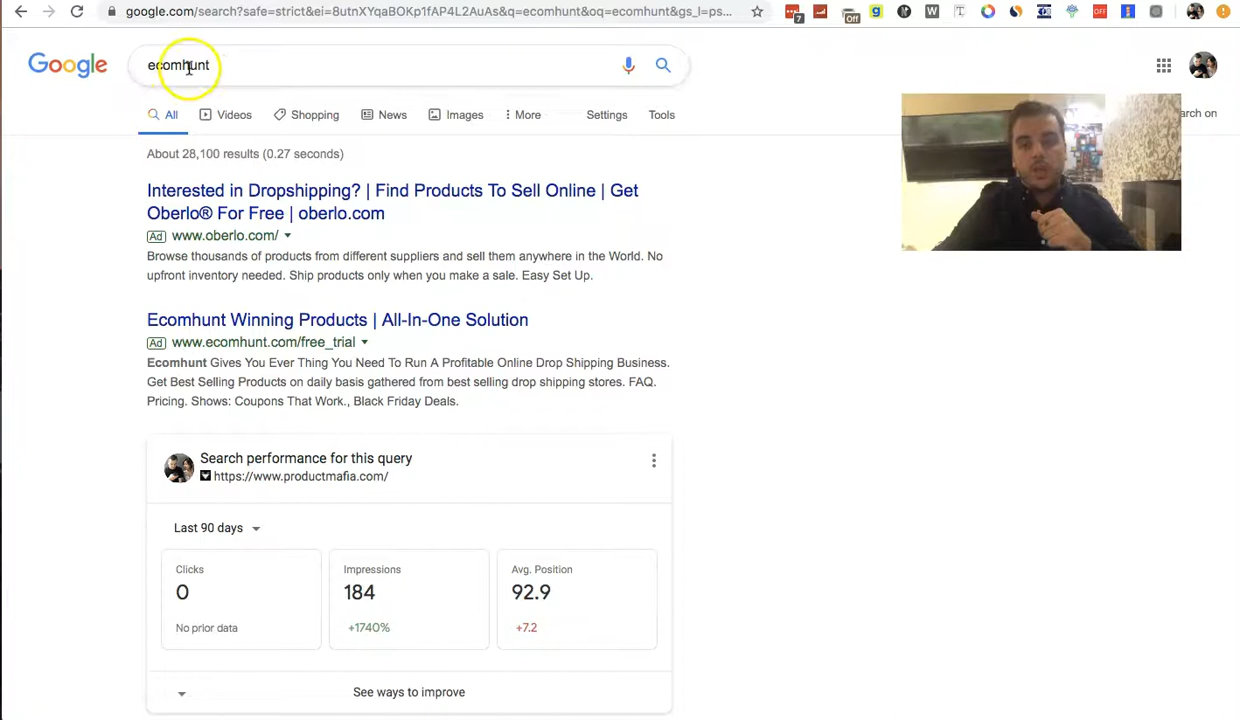 google.com/search?safe=strict&ei=8utnXYqaBOKp1fAP4L2AuAs&q=ecomhunt&oq=ecomhunt&gs_l=ps...
7
Off
g
W
T
OFF
Google
ecomhunt
All
Videos
Shopping
News
Images
More
Settings
Tools
arch on
About 28,100 results (0.27 seconds)
Interested in Dropshipping? | Find Products To Sell Online | Get
Oberlo® For Free | oberlo.com
Ad www.oberlo.com/
Browse thousands of products from different suppliers and sell them anywhere in the World. No
upfront inventory needed. Ship products only when you make a sale. Easy Set Up.
Ecomhunt Winning Products | All-In-One Solution
Ad www.ecomhunt.com/free_trial
Ecomhunt Gives You Ever Thing You Need To Run A Profitable Online Drop Shipping Business.
Get Best Selling Products on daily basis gathered from best selling drop shipping stores. FAQ.
Pricing. Shows: Coupons That Work., Black Friday Deals.
Search performance for this query
https://www.productmafia.com/
Last 90 days
Clicks
0
No prior data
Impressions
184
+1740%
Avg. Position
92.9
+7.2
See ways to improve